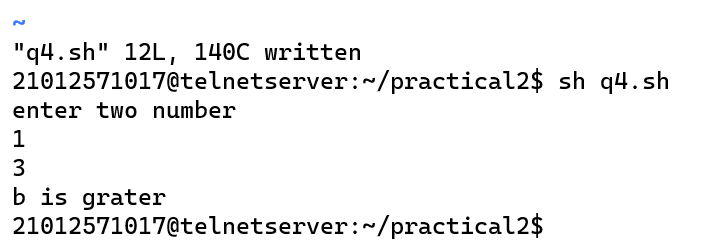 ~
"q4.sh" 12L, 140C written
21012571017@telnetserver:~/practical2$ sh q4.sh
enter two number
1
3
b is grater
21012571017@telnetserver:~/practical2$